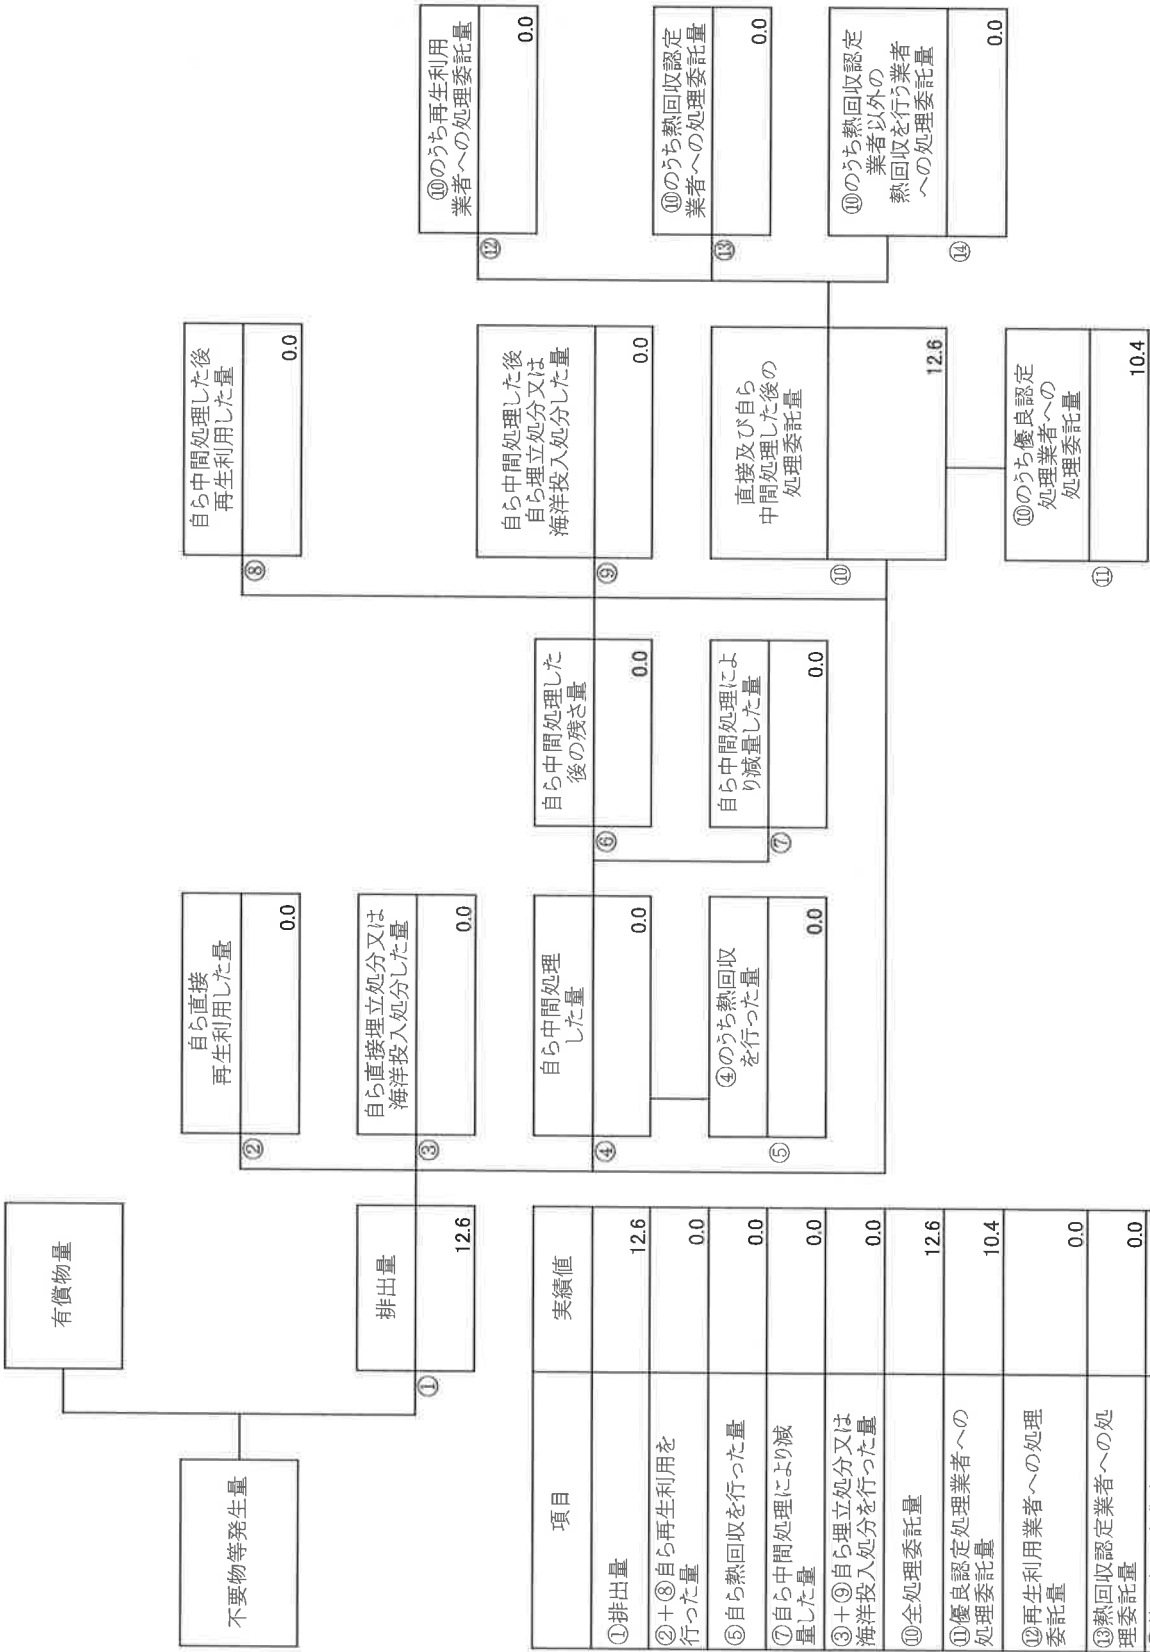 不要物等発生量
有償物量
①
排出量
12.6
②
自ら直接
再生利用した量
0.0
③
自ら直接埋立処分又は
海洋投入処分した量
0.0
④
自ら中間処理
した量
0.0
⑤
④のうち熱回収
を行った量
0.0
⑥
自ら中間処理した
後の残さ量
0.0
⑦
自ら中間処理によ
り減量した量
0.0
⑧
自ら中間処理した後
再生利用した量
0.0
⑨
自ら中間処理した後
自ら埋立処分又は
海洋投入処分した量
0.0
⑩
直接及び自ら
中間処理した後の
処理委託量
12.6
⑪
⑩のうち優良認定
処理業者への
処理委託量
10.4
⑫
⑩のうち再生利用
業者への処理委託量
0.0
⑬
⑩のうち熱回収認定
業者への処理委託量
0.0
⑭
⑩のうち熱回収認定
業者以外の
熱回収を行う業者
への処理委託量
0.0
項目 実績値
①排出量 12.6
②+⑧自ら再生利用を
行った量 0.0
⑤自ら熱回収を行った量 0.0
⑦自ら中間処理により減
量した量 0.0
③+⑨自ら埋立処分又は
海洋投入処分を行った量 0.0
⑩全処理委託量 12.6
⑪優良認定処理業者への
処理委託量 10.4
⑫再生利用業者への処理
委託量 0.0
⑬熱回収認定業者への処
理委託量 0.0